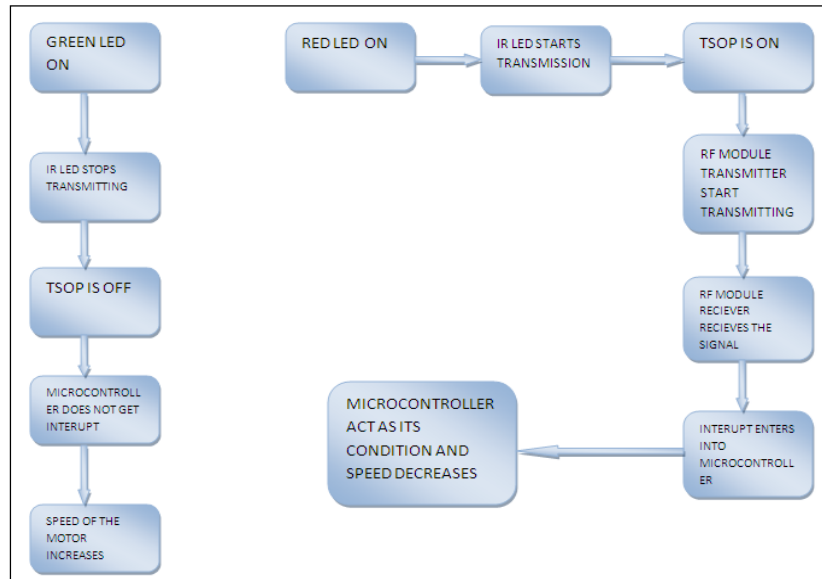 GREEN LED
ON
IR LED STOPS
TRANSMITTING
TSOP IS OFF
MICROCONTROLL
ER DOES NOT GET
INTERUPT
SPEED OF THE
MOTOR
INCREASES
RED LED ON
IR LED STARTS
TRANSMISSION
TSOP IS ON
RF MODULE
TRANSMITTER
START
TRANSMITTING
RF MODULE
RECIEVER
RECIEVES THE
SIGNAL
INTERUPT ENTERS
INTO
MICROCONTROLL
ER
MICROCONTROLLER
ACT AS ITS
CONDITION AND
SPEED DECREASES